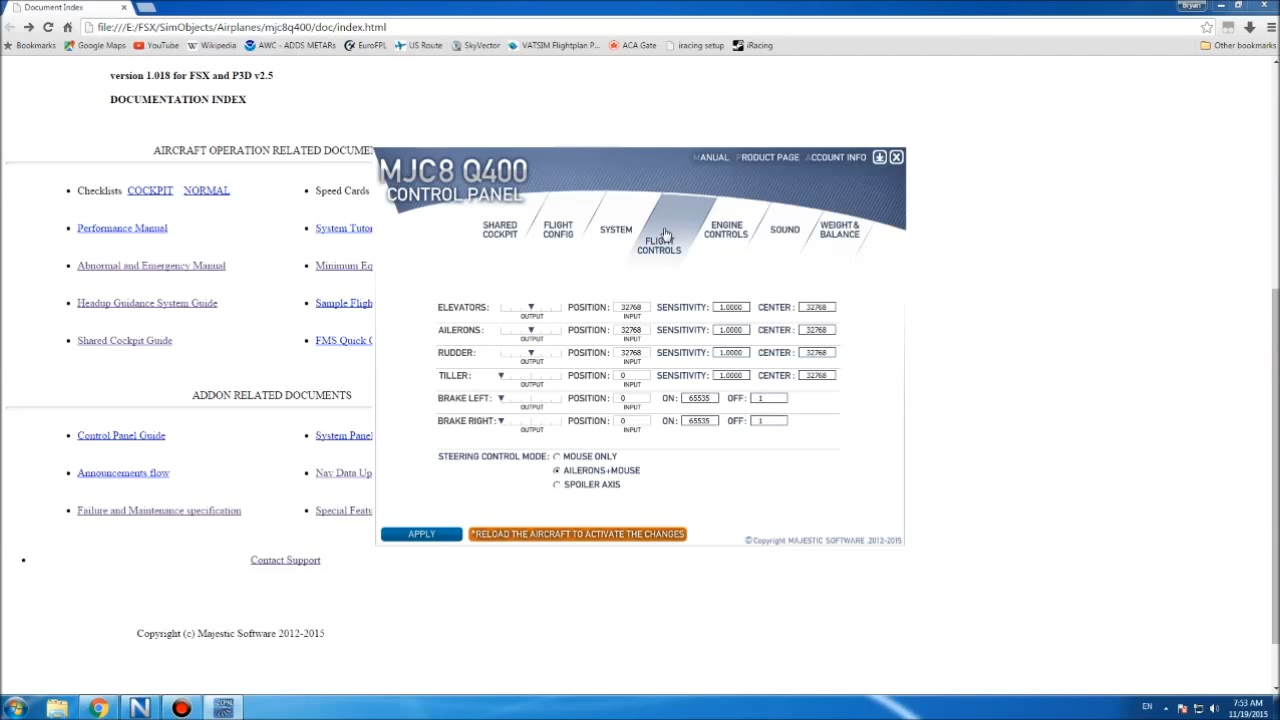 Document Index
Bryan
file:///E:/FSX/SimObjects/Airplanes/mjc8q400/doc/index.html
Bookmarks Google Maps YouTube Wikipedia AWC - ADDS METARs EuroFPL US Route SkyVector VATSIM Flightplan P... ACA Gate iracing setup iRacing Other bookmarks
version 1.018 for FSX and P3D v2.5
DOCUMENTATION INDEX
AIRCRAFT OPERATION RELATED DOCUME
Checklists COCKPIT NORMAL
Speed Cards
Performance Manual
System Tutor
Abnormal and Emergency Manual
Minimum Eq
Headup Guidance System Guide
Sample Fligh
Shared Cockpit Guide
FMS Quick
ADDON RELATED DOCUMENTS
Control Panel Guide
System Panel
Announcements flow
Nav Data Up
Failure and Maintenance specification
Special Featu
Contact Support
Copyright (c) Majestic Software 2012-2015
MANUAL PRODUCT PAGE ACCOUNT INFO
MJC8 Q400
CONTROL PANEL
SHARED COCKPIT
FLIGHT CONFIG
SYSTEM
FLIGHT CONTROLS
ENGINE CONTROLS
SOUND
WEIGHT& BALANCE
ELEVATORS: POSITION: 32768 SENSITIVITY: 1.0000 CENTER: 32768
OUTPUT INPUT
AILERONS: POSITION: 32768 SENSITIVITY: 1.0000 CENTER: 32768
OUTPUT INPUT
RUDDER: POSITION: 32768 SENSITIVITY: 1.0000 CENTER: 32768
OUTPUT INPUT
TILLER: POSITION: 0 SENSITIVITY: 1.0000 CENTER: 32768
OUTPUT INPUT
BRAKE LEFT: POSITION: 0 ON: 65535 OFF: 1
OUTPUT INPUT
BRAKE RIGHT: POSITION: 0 ON: 65535 OFF: 1
OUTPUT INPUT
STEERING CONTROL MODE: MOUSE ONLY
AILERONS+MOUSE
SPOILER AXIS
APPLY
*RELOAD THE AIRCRAFT TO ACTIVATE THE CHANGES
©Copyright MAJESTIC SOFTWARE 2012-2015
EN
7:53 AM
11/19/2015